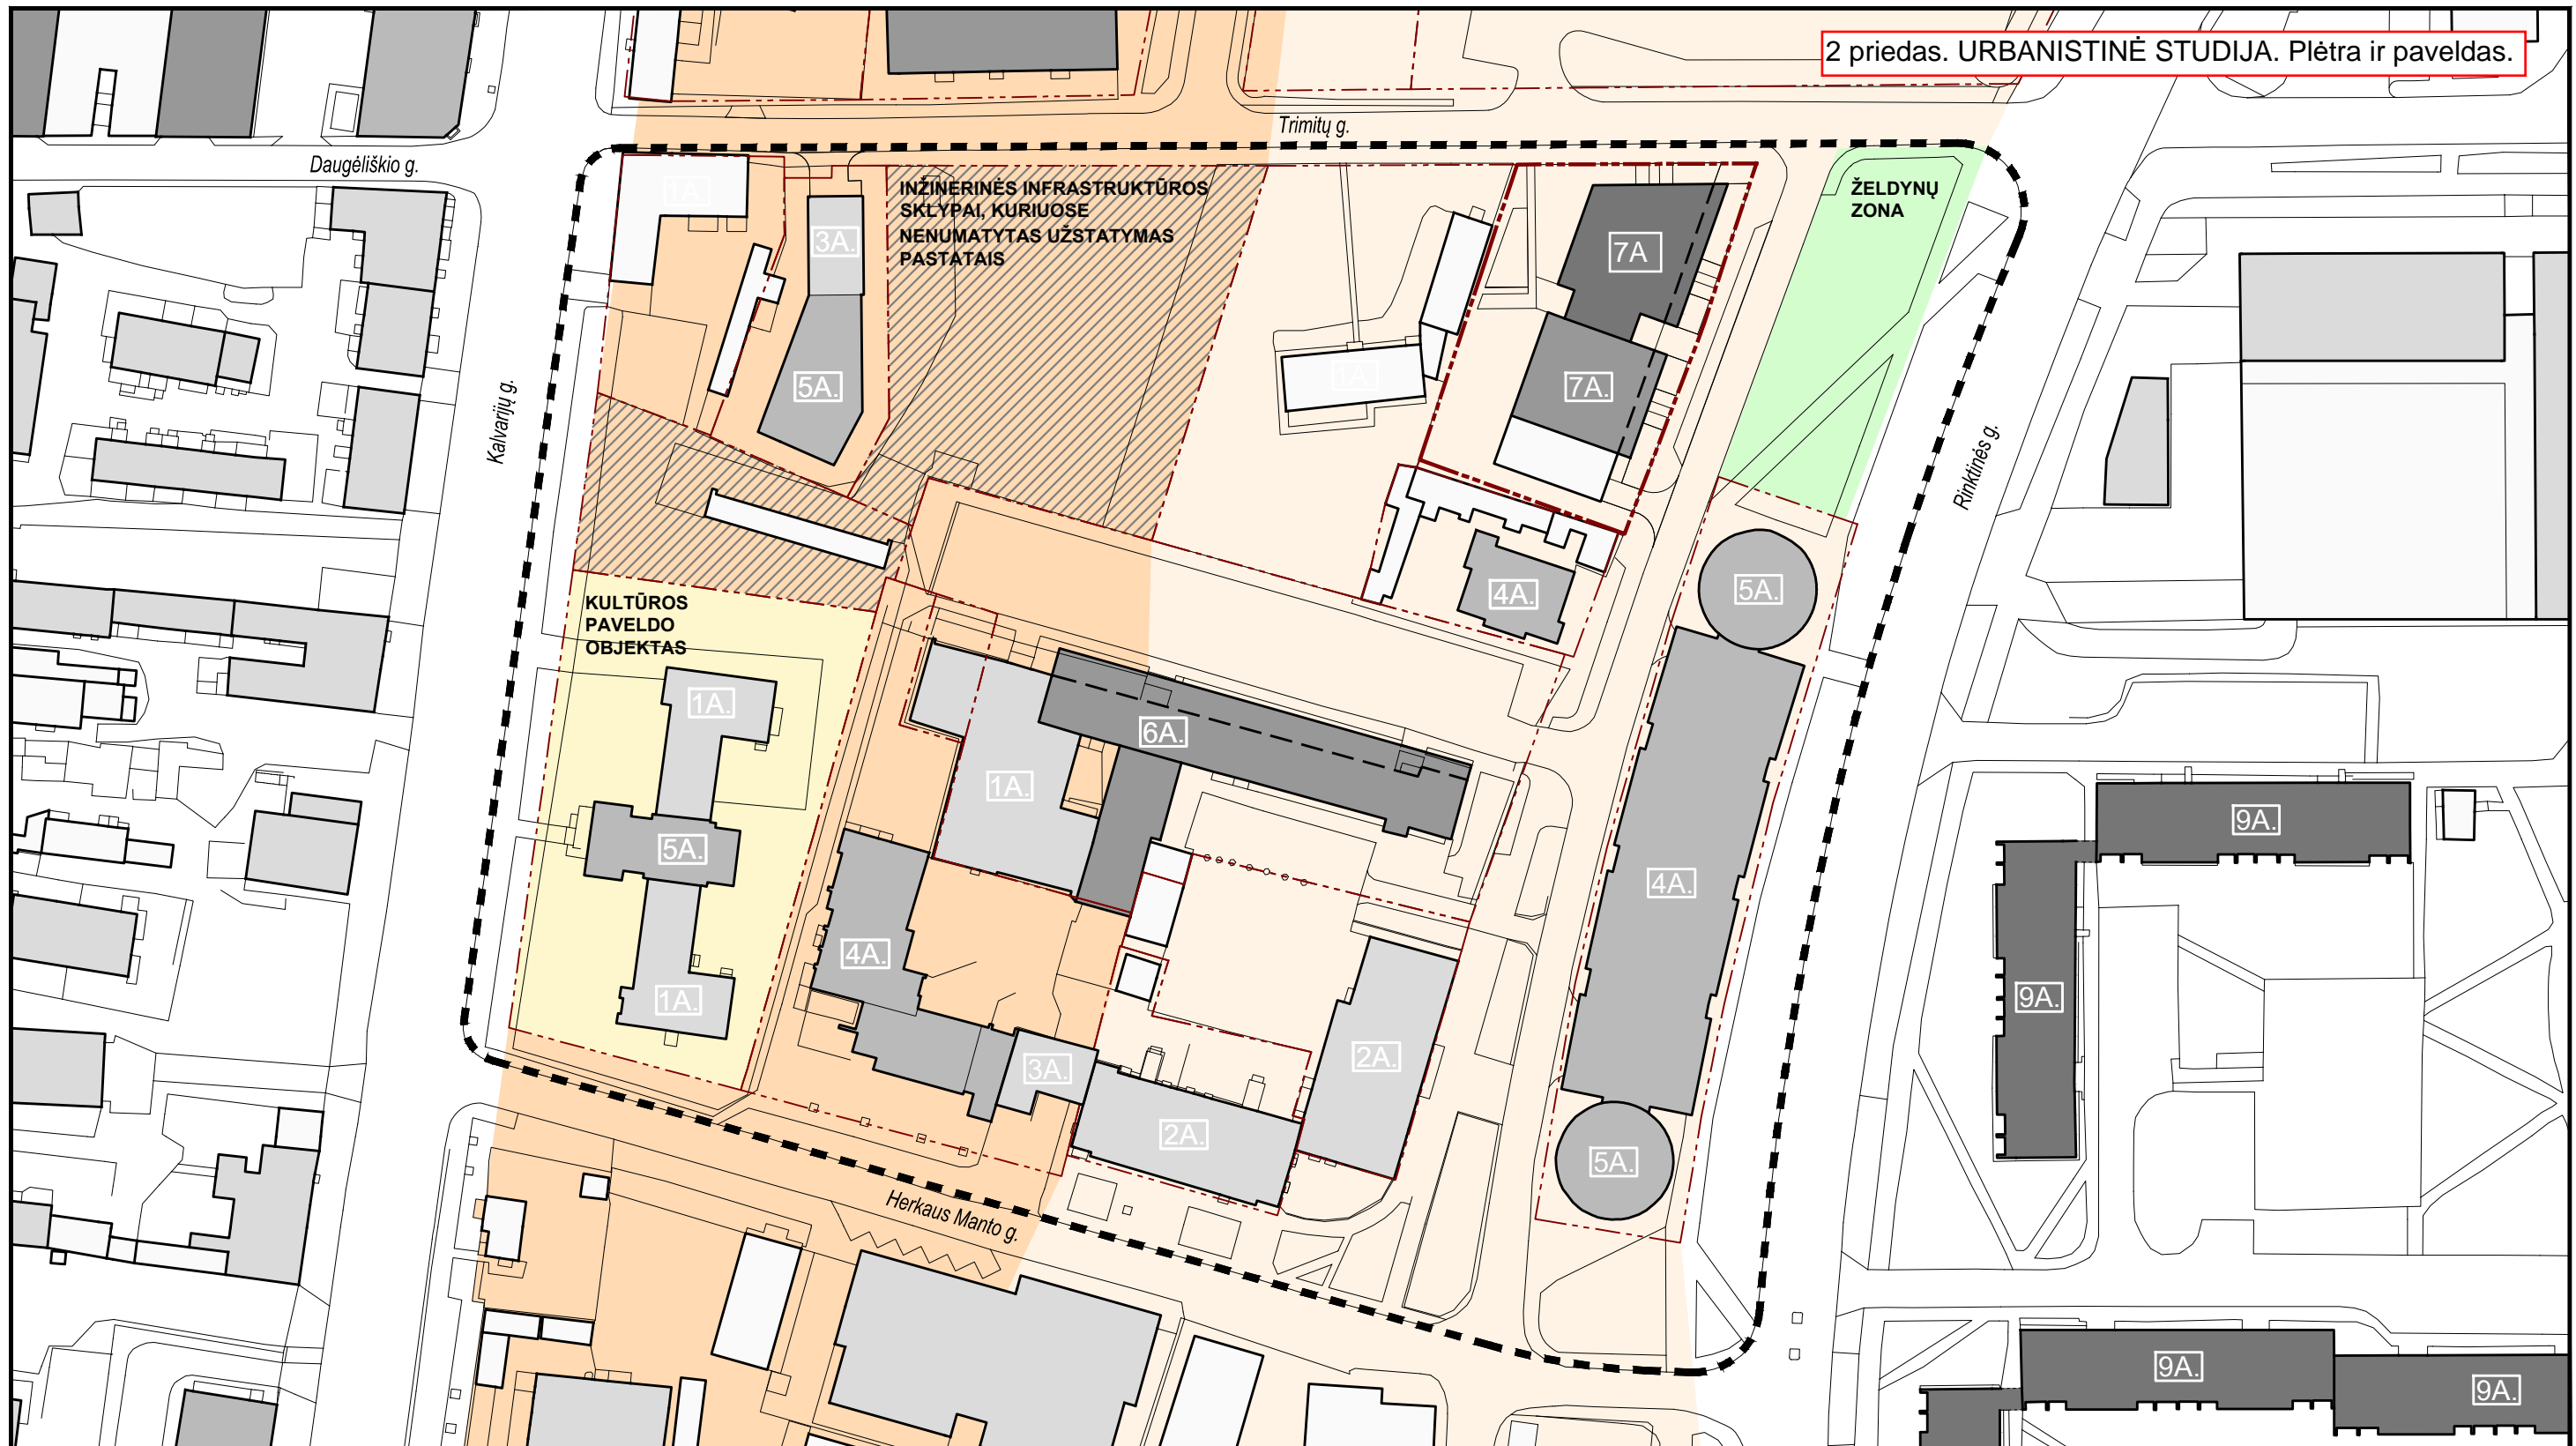 2 priedas. URBANISTINĖ STUDIJA. Plėtra ir paveldas.
Trimitų g.
Daugėliškio g.
1A.
INŽINERINĖS INFRASTRUKTŪROS
SKLYPAI, KURIUOSE
NENUMATYTAS UŽSTATYMAS
PASTATAIS
ŽELDYNŲ
ZONA
3A.
7A
1A.
5A.
7A.
Kalvarijų g.
Rinktinės g.
5A.
4A.
KULTŪROS
PAVELDO
OBJEKTAS
1A.
6A.
1A.
9A.
5A.
4A.
4A.
1A.
9A.
3A.
2A.
2A.
5A.
Herkaus Manto g.
9A.
9A.